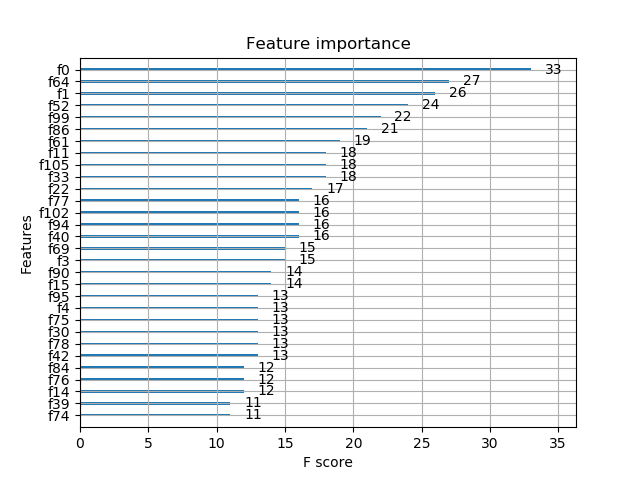 Feature importance
f0 33
f64 27
f1 26
f52 24
f99 22
f86 21
f61 19
f11 18
f105 18
f33 18
f22 17
f77 16
f102 16
f94 16
f40 16
f69 15
f3 15
f90 14
f15 14
f95 13
f4 13
f75 13
f30 13
f78 13
f42 13
f84 12
f76 12
f14 12
f39 11
f74 11
Features
0 5 10 15 20 25 30 35
F score